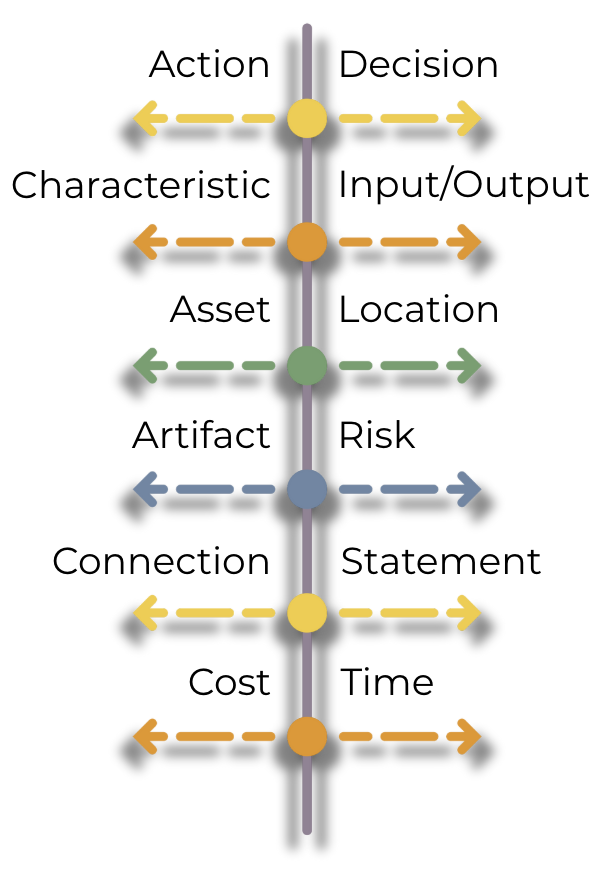 Action Decision
Characteristic Input/Output
Asset Location
Artifact Risk
Connection Statement
Cost Time